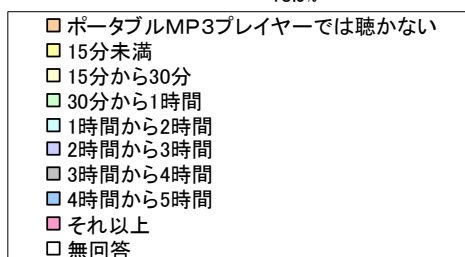 ポータブルMP3プレイヤーでは聴かない
15分未満
15分から30分
30分から1時間
1時間から2時間
2時間から3時間
3時間から4時間
4時間から5時間
それ以上
無回答